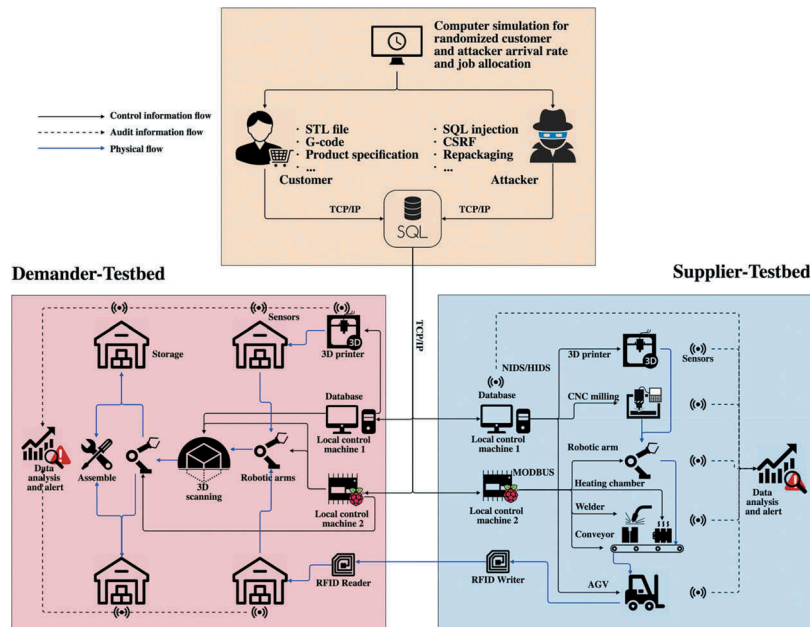 Computer simulation for
randomized customer
and attacker arrival rate
and job allocation
Control information flow
Audit information flow
Physical flow
· STL file
· G-code
· Product specification
· ...
Customer
· SQL injection
· CSRF
· Repackaging
· ...
Attacker
TCP/IP
TCP/IP
SQL
TCP/IP
Demander-Testbed
Storage
Sensors
3D
3D printer
Database
Local control
machine 1
Data
analysis
and alert
Assemble
3D
scanning
Robotic arms
Local control
machine 2
RFID Reader
Supplier-Testbed
NIDS/HIDS
Database
Local control
machine 1
3D printer
3D
Sensors
CNC milling
Robotic arm
MODBUS
Heating chamber
Local control
machine 2
Welder
Conveyor
Data
analysis
and alert
RFID Writer
AGV